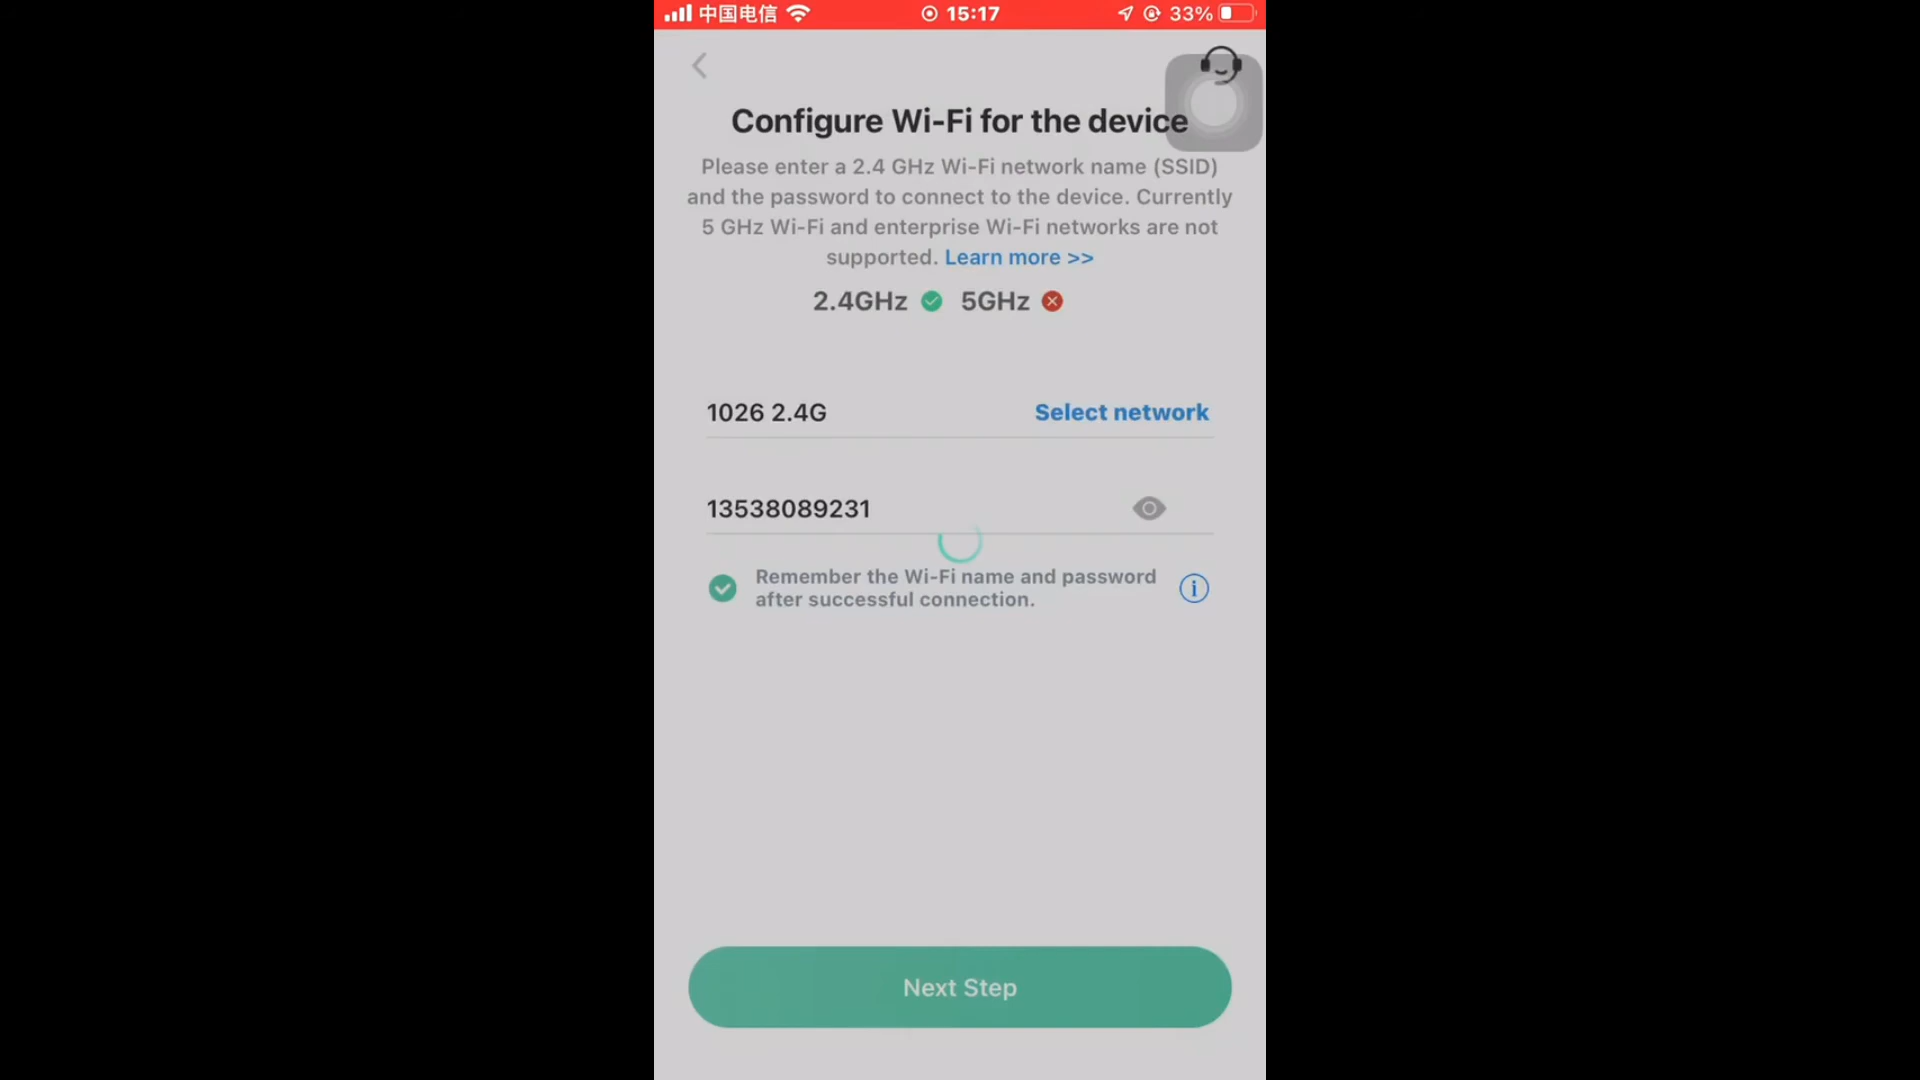 中国电信 15:17 33%
Configure Wi-Fi for the device
Please enter a 2.4 GHz Wi-Fi network name (SSID)
and the password to connect to the device. Currently
5 GHz Wi-Fi and enterprise Wi-Fi networks are not
supported. Learn more >>
2.4GHz 5GHz
1026 2.4G Select network
13538089231
Remember the Wi-Fi name and password
after successful connection.
Next Step